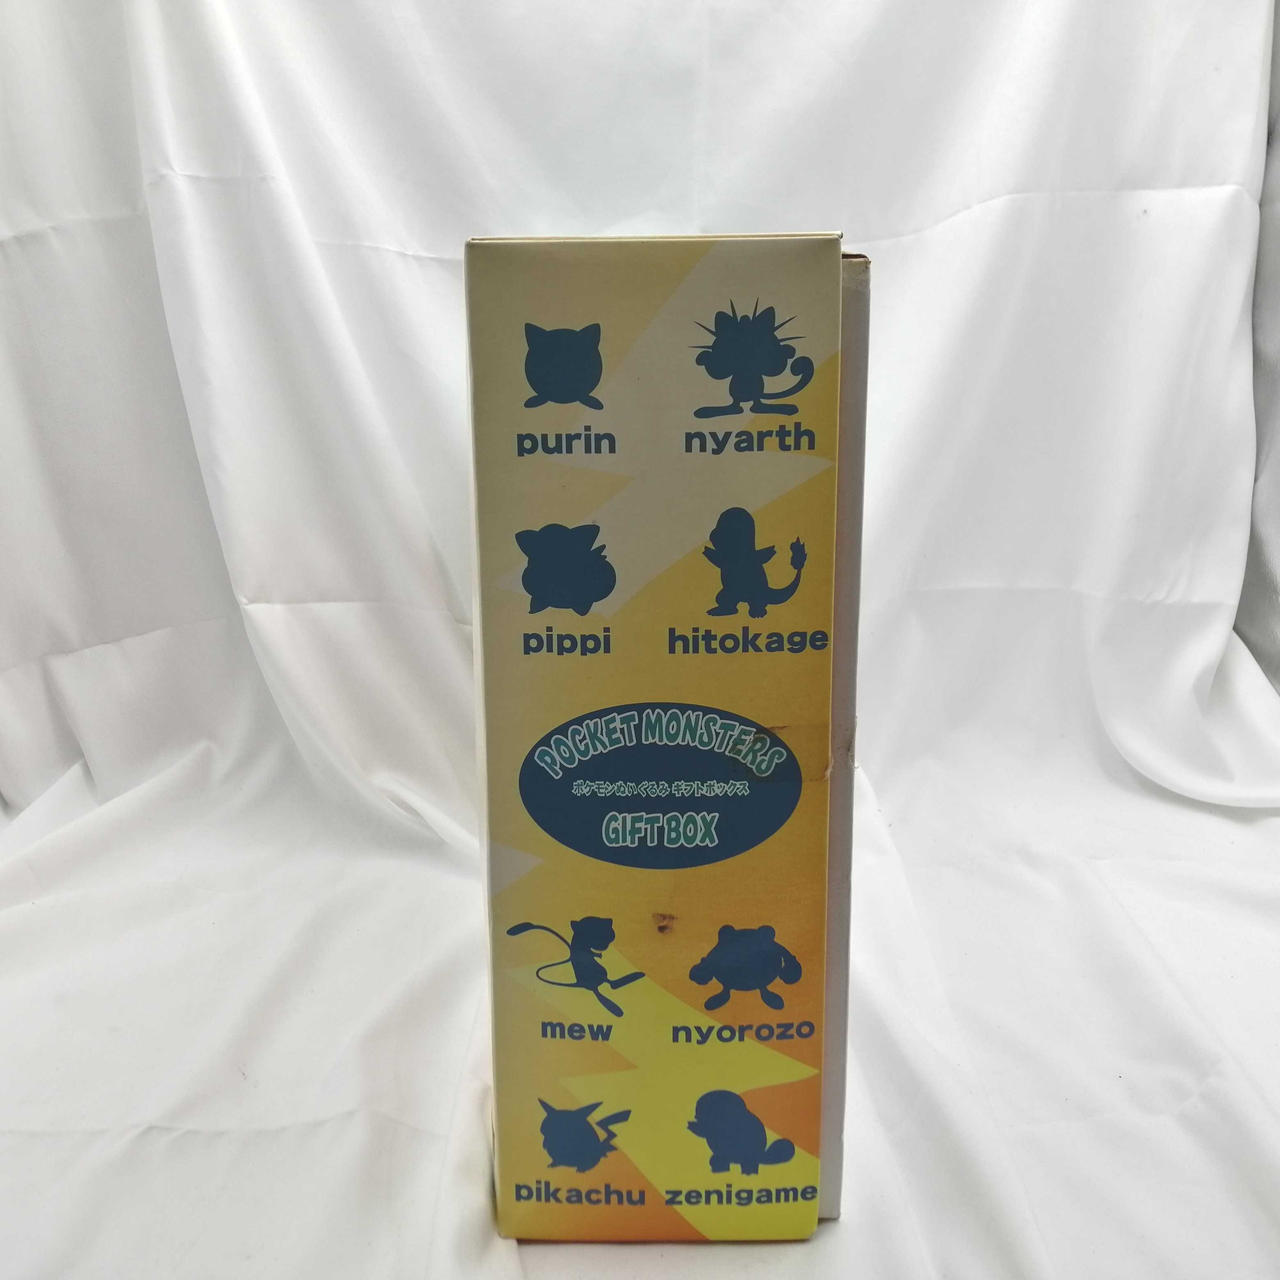 purin
nyarth
pippi
hitokage
POCKET MONSTERS
ポケモンぬいぐるみ ギフトボックス
GIFT BOX
mew
nyorozo
pikachu
zenigame